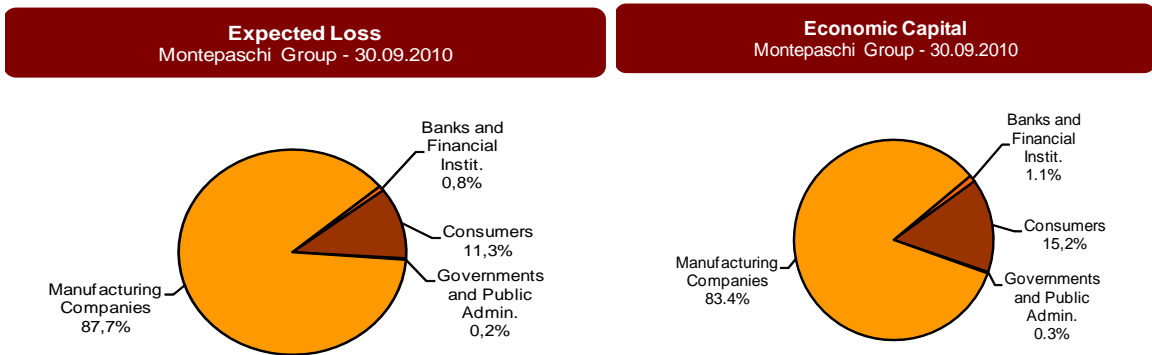 Expected Loss
Montepaschi Group - 30.09.2010
Banks and
Financial
Instit.
0,8%
Consumers
11,3%
Governments
and Public
Admin.
0,2%
Manufacturing
Companies
87,7%
Economic Capital
Montepaschi Group - 30.09.2010
Banks and
Financial
Instit.
1.1%
Consumers
15,2%
Governments
and Public
Admin.
0.3%
Manufacturing
Companies
83.4%